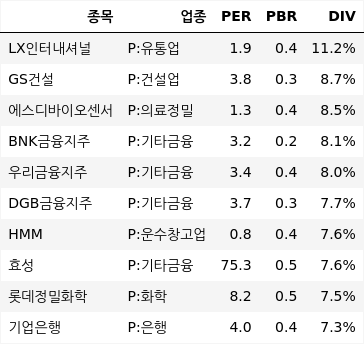 종목 업종 PER PBR DIV
LX인터내셔널 P:유통업 1.9 0.4 11.2%
GS건설 P:건설업 3.8 0.3 8.7%
에스디바이오센서 P:의료정밀 1.3 0.4 8.5%
BNK금융지주 P:기타금융 3.2 0.2 8.1%
우리금융지주 P:기타금융 3.4 0.4 8.0%
DGB금융지주 P:기타금융 3.7 0.3 7.7%
HMM P:운수창고업 0.8 0.4 7.6%
효성 P:기타금융 75.3 0.5 7.6%
롯데정밀화학 P:화학 8.2 0.5 7.5%
기업은행 P:은행 4.0 0.4 7.3%